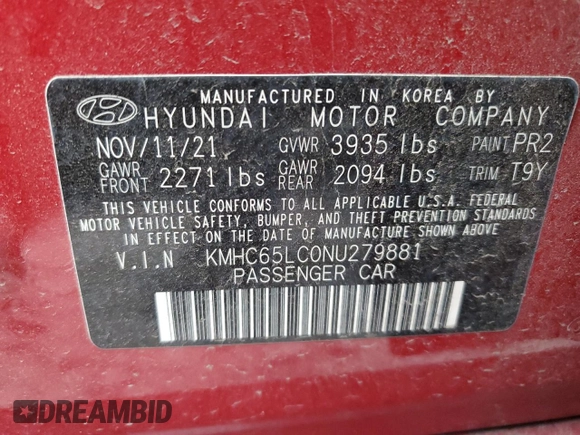 MANUFACTURED IN KOREA BY
HYUNDAI MOTOR COMPANY
NOV/11/21 GVWR 3935 lbs PAINT PR2
GAWR FRONT 2271 lbs GAWR REAR 2094 lbs TRIM T9Y
THIS VEHICLE CONFORMS TO ALL APPLICABLE U.S.A. FEDERAL
MOTOR VEHICLE SAFETY, BUMPER, AND THEFT PREVENTION STANDARDS
IN EFFECT ON THE DATE OF MANUFACTURE SHOWN ABOVE.
V.I.N KMHC65LC0NU279881
PASSENGER CAR
DREAMBID